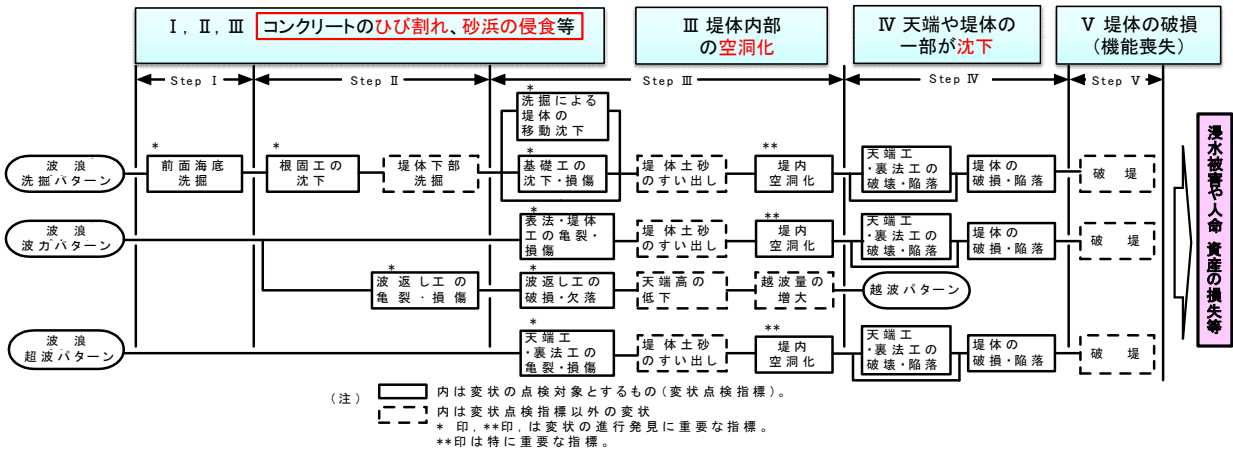 Ⅰ, Ⅱ, Ⅲ コンクリートのひび割れ、砂浜の侵食等
Ⅲ 堤体内部
の空洞化
Ⅳ 天端や堤体の
一部が沈下
Ⅴ 堤体の破損
(機能喪失)
Step Ⅰ
Step Ⅱ
Step Ⅲ
Step Ⅳ
Step Ⅴ
*
洗掘による
堤体の
移動沈下
波 浪
洗掘パターン
*
前面海底
洗掘
*
根固工の
沈下
堤体下部
洗掘
*
基礎工の
沈下・損傷
堤体土砂
のすい出し
**
堤内
空洞化
天端工
・裏法工の
破壊・陥落
堤体の
破損・陥落
破 堤
波 浪
波力パターン
*
表法・堤体
工の亀裂・
損傷
堤体土砂
のすい出し
**
堤内
空洞化
天端工
・裏法工の
破壊・陥落
堤体の
破損・陥落
破 堤
*
波返し工の
亀裂・損傷
*
波返し工の
破損・欠落
天端高の
低下
越波量の
増大
越波パターン
波 浪
超波パターン
*
天端工
・裏法工の
亀裂・損傷
堤体土砂
のすい出し
**
堤内
空洞化
天端工
・裏法工の
破壊・陥落
堤体の
破損・陥落
破 堤
浸水被害や人命 資産の損失等
(注) 内は変状の点検対象とするもの(変状点検指標)。
内は変状点検指標以外の変状
* 印, **印, は変状の進行発見に重要な指標。
**印は特に重要な指標。